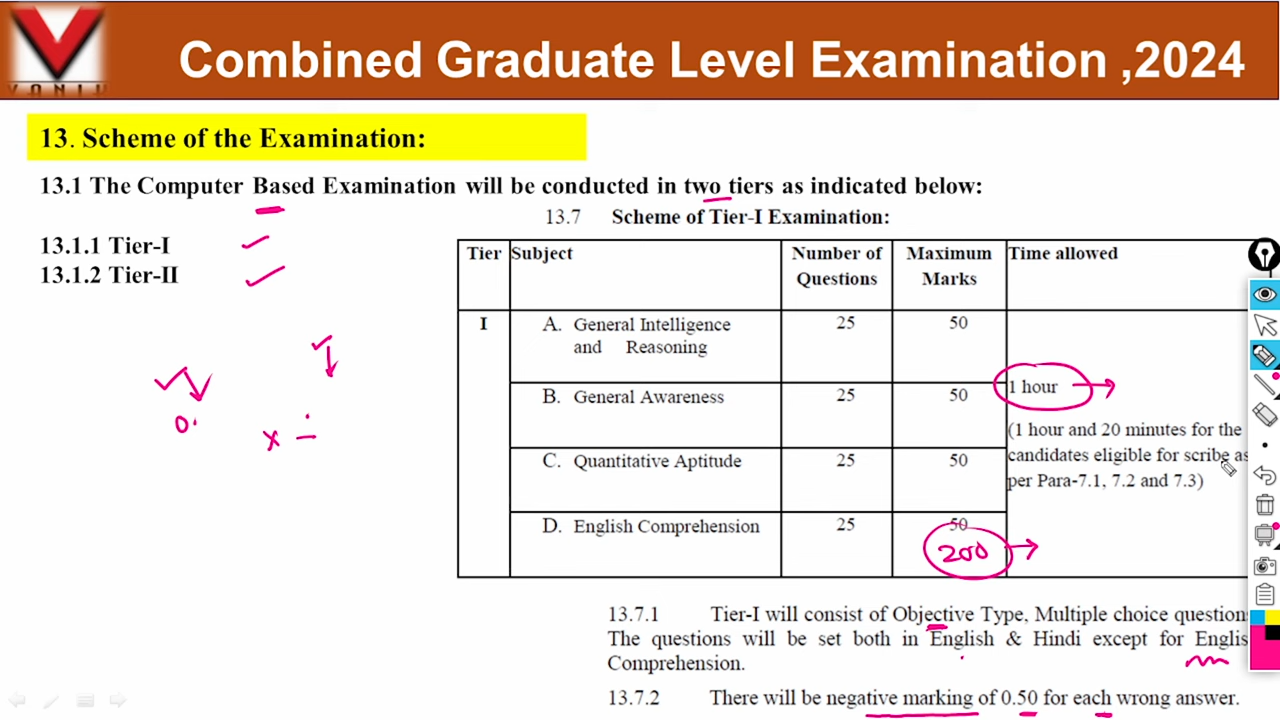 VANIJ
Combined Graduate Level Examination ,2024
13. Scheme of the Examination:
13.1 The Computer Based Examination will be conducted in two tiers as indicated below:
13.1.1 Tier-I
13.1.2 Tier-II
13.7 Scheme of Tier-I Examination:
Tier Subject Number of Questions Maximum Marks Time allowed
I A. General Intelligence and Reasoning 25 50
B. General Awareness 25 50
C. Quantitative Aptitude 25 50
D. English Comprehension 25 50
200
1 hour
(1 hour and 20 minutes for the
candidates eligible for scribe as
per Para-7.1, 7.2 and 7.3)
0.
x ÷
13.7.1 Tier-I will consist of Objective Type, Multiple choice question
The questions will be set both in English & Hindi except for Englis
Comprehension.
13.7.2 There will be negative marking of 0.50 for each wrong answer.